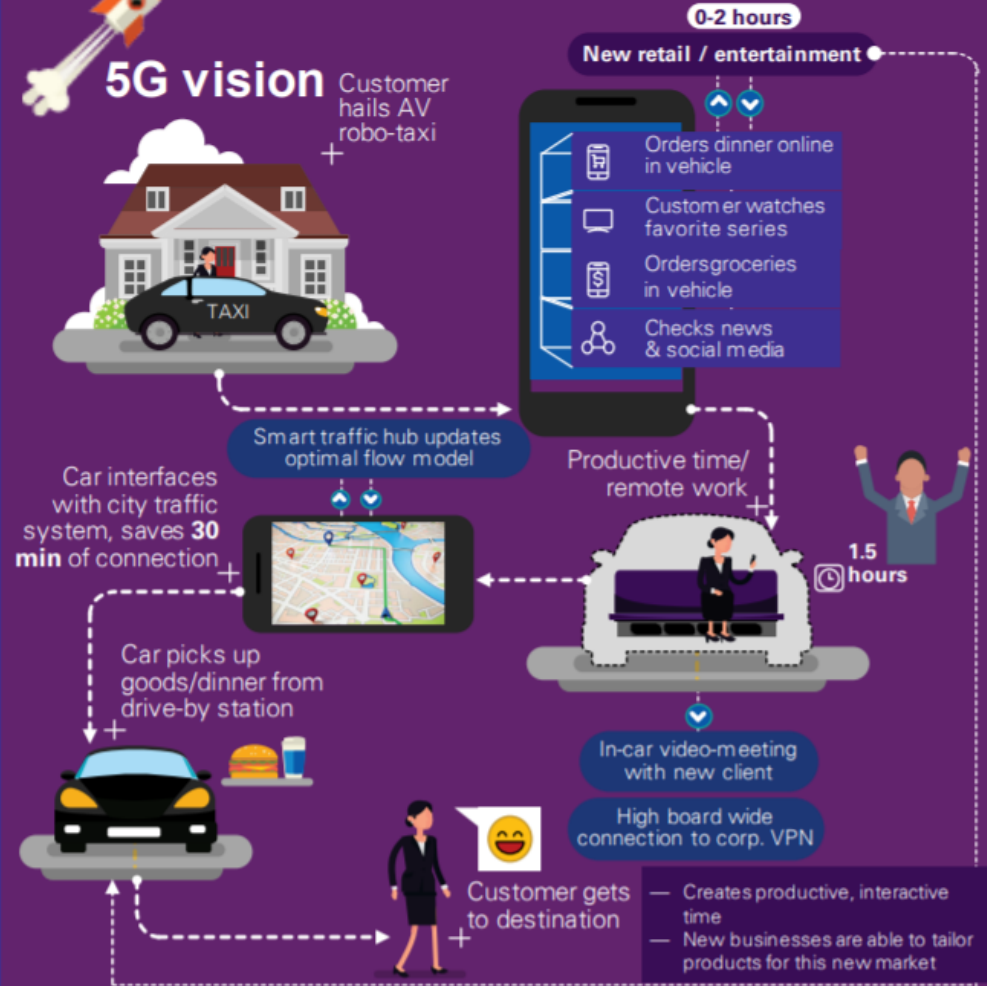 0-2 hours
New retail / entertainment
5G vision
Customer
hails AV
robo-taxi
TAXI
Orders dinner online
in vehicle
Customer watches
favorite series
Ordersgroceries
in vehicle
Checks news
& social media
Smart traffic hub updates
optimal flow model
Productive time/
remote work
1.5
hours
Car interfaces
with city traffic
system, saves 30
min of connection
In-car video-meeting
with new client
High board wide
connection to corp. VPN
Car picks up
goods/dinner from
drive-by station
Customer gets
to destination
— Creates productive, interactive
time
— New businesses are able to tailor
products for this new market